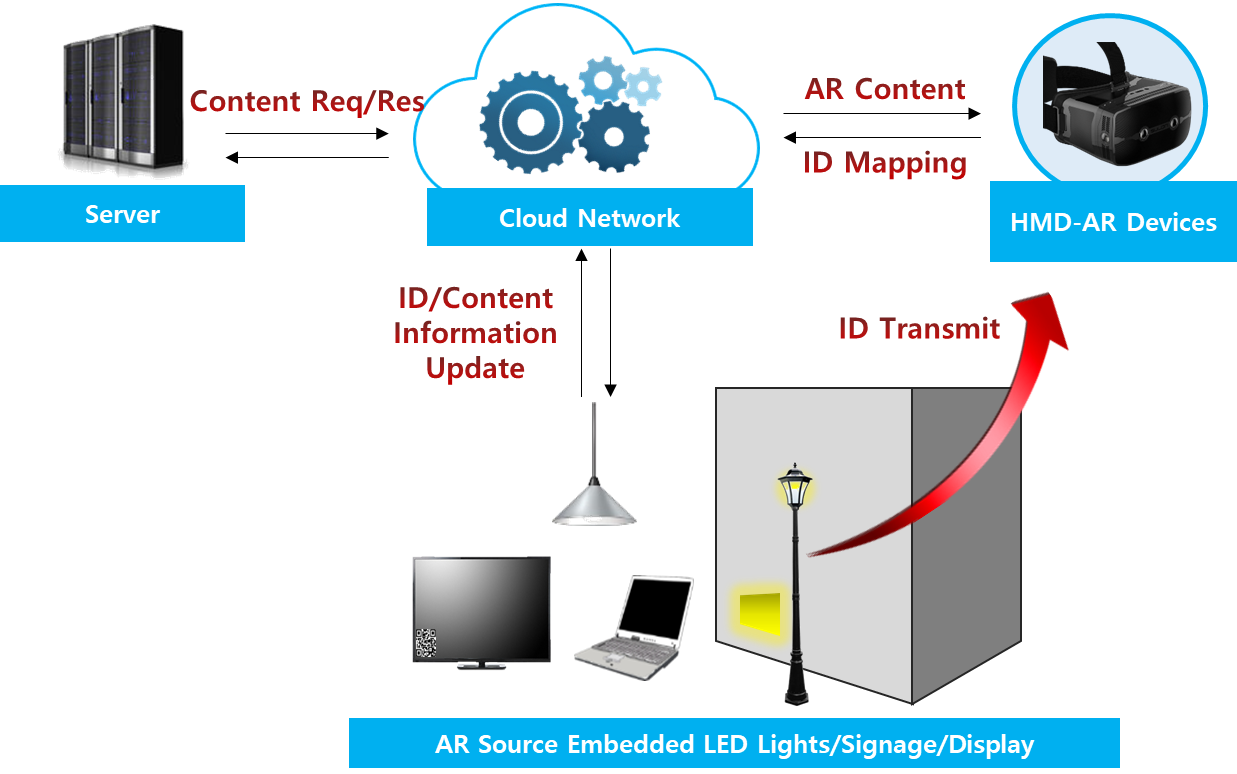 Content Req/Res
AR Content
ID Mapping
Server
Cloud Network
HMD-AR Devices
ID/Content
Information
Update
ID Transmit
AR Source Embedded LED Lights/Signage/Display